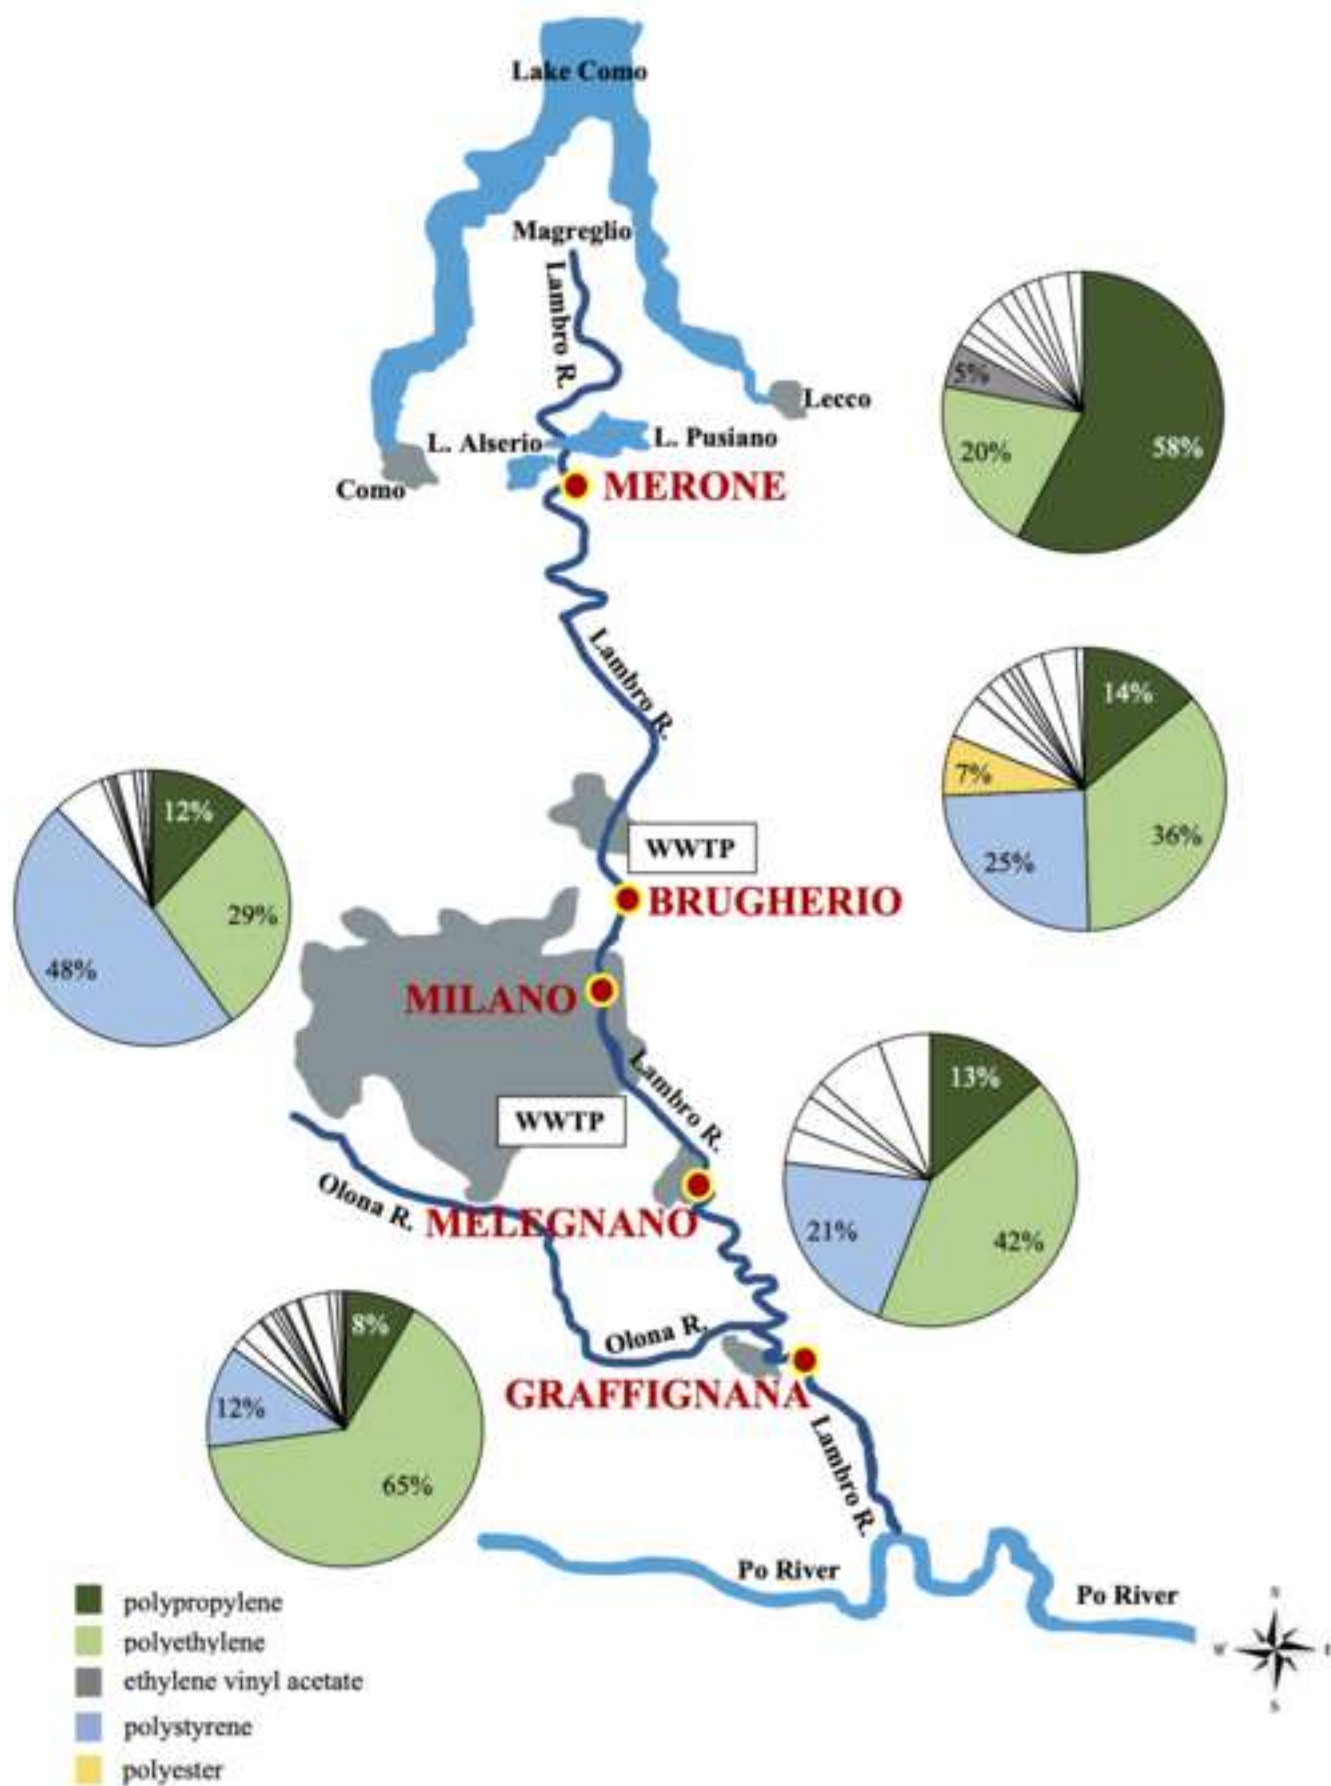 Lake Como
Magreglio
Lambro R.
Lecco
L. Alserio
L. Pusiano
Como
MERONE
5%
20%
58%
Lambro R.
14%
7%
36%
25%
WWTP
BRUGHERIO
12%
29%
48%
MILANO
Lambro R.
WWTP
13%
21%
42%
Olona R.
MELEGNANO
Olona R.
8%
12%
65%
GRAFFIGNANA
Lambro R.
Po River
Po River
polypropylene
polyethylene
ethylene vinyl acetate
polystyrene
polyester
N
W
E
S